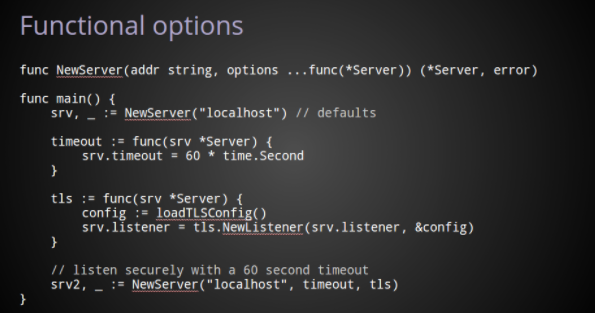 Functional options
func NewServer(addr string, options ...func(*Server)) (*Server, error)
func main() {
srv, _ := NewServer("localhost") // defaults
timeout := func(srv *Server) {
srv.timeout = 60 * time.Second
}
tls := func(srv *Server) {
config := loadTLSConfig()
srv.listener = tls.NewListener(srv.listener, &config)
}
// listen securely with a 60 second timeout
srv2, _ := NewServer("localhost", timeout, tls)
}